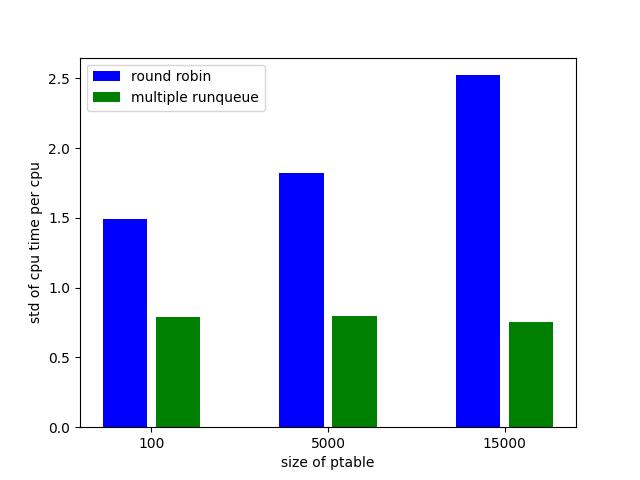 round robin
multiple runqueue
2.5
2.0
1.5
1.0
0.5
0.0
std of cpu time per cpu
100 5000 15000
size of ptable